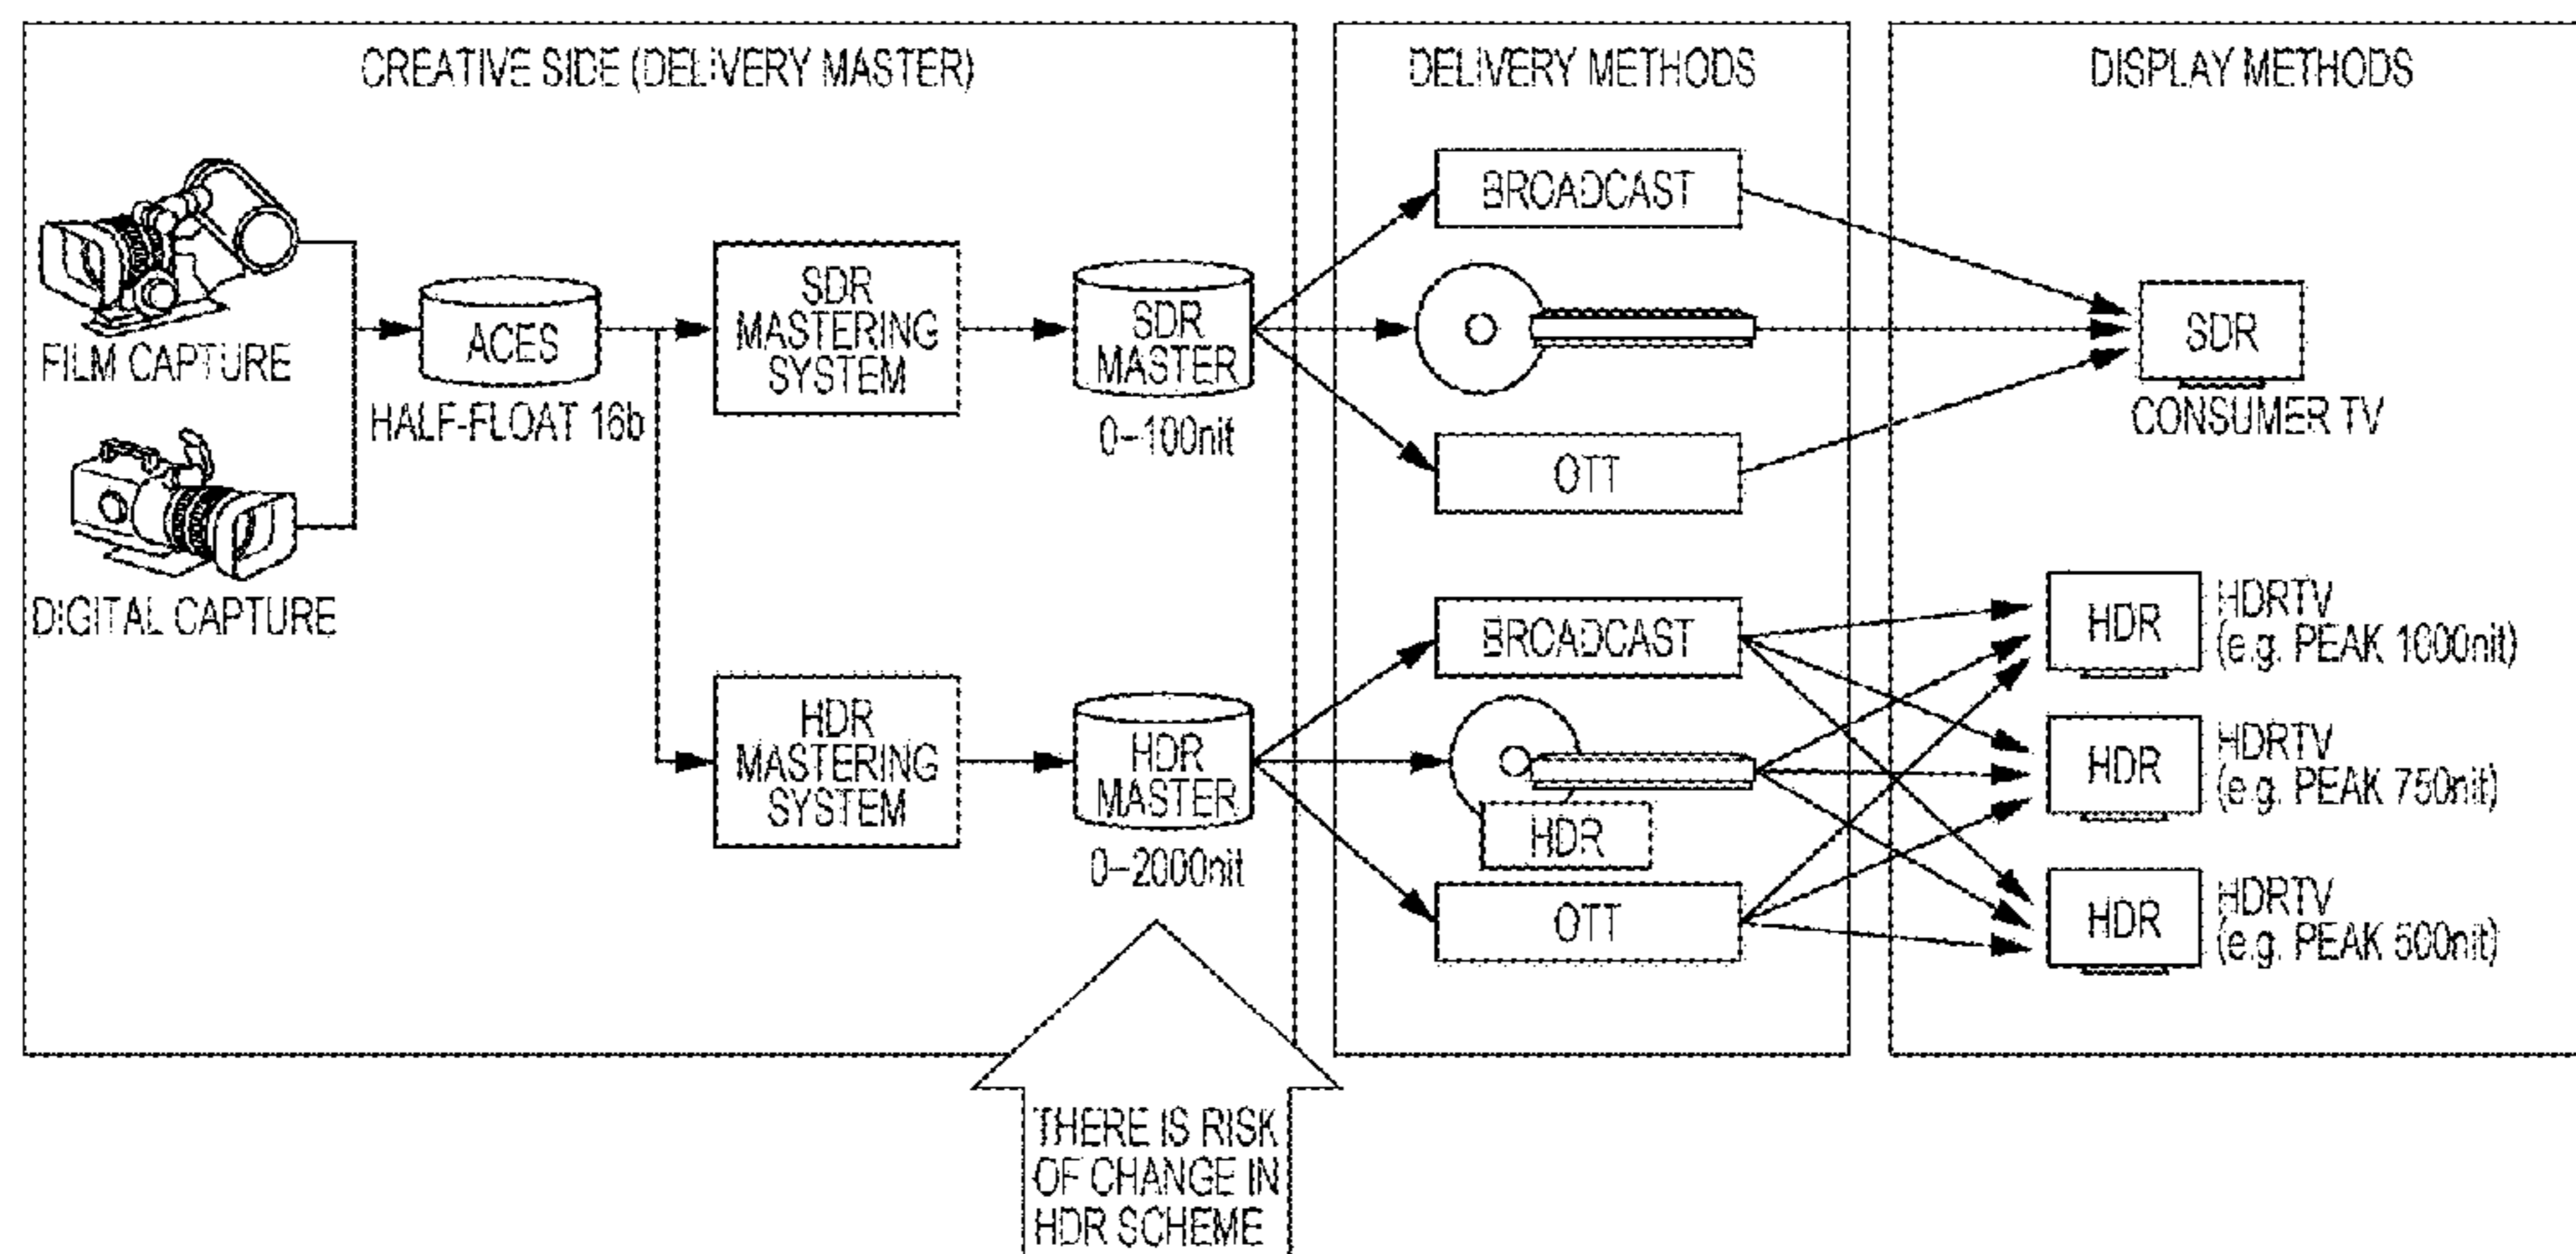 CREATIVE SIDE (DELIVERY MASTER)
FILM CAPTURE
DIGITAL CAPTURE
ACES
HALF-FLOAT 16b
SDR
MASTERING
SYSTEM
SDR
MASTER
0-100nit
HDR
MASTERING
SYSTEM
HDR
MASTER
0-2000nit
DELIVERY METHODS
BROADCAST
OTT
BROADCAST
HDR
OTT
DISPLAY METHODS
SDR
CONSUMER TV
HDR
HDRTV
(e.g. PEAK 1000nit)
HDR
HDRTV
(e.g. PEAK 750nit)
HDR
HDRTV
(e.g. PEAK 500nit)
THERE IS RISK
OF CHANGE IN
HDR SCHEME